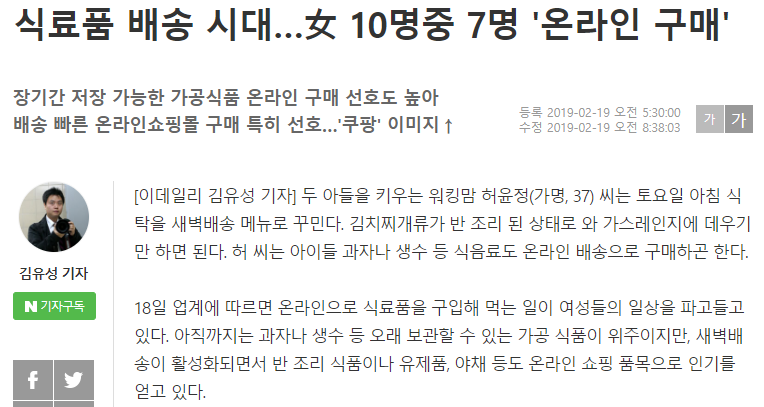 식료품 배송 시대…女 10명중 7명 '온라인 구매'
장기간 저장 가능한 가공식품 온라인 구매 선호도 높아
배송 빠른 온라인쇼핑몰 구매 특히 선호…'쿠팡' 이미지↑
등록 2019-02-19 오전 5:30:00
수정 2019-02-19 오전 8:38:03
가 가
김유성 기자
N 기자구독
[이데일리 김유성 기자] 두 아들을 키우는 워킹맘 허윤정(가명, 37) 씨는 토요일 아침 식
탁을 새벽배송 메뉴로 꾸민다. 김치찌개류가 반 조리 된 상태로 와 가스레인지에 데우기
만 하면 된다. 허 씨는 아이들 과자나 생수 등 식음료도 온라인 배송으로 구매하곤 한다.
18일 업계에 따르면 온라인으로 식료품을 구입해 먹는 일이 여성들의 일상을 파고들고
있다. 아직까지는 과자나 생수 등 오래 보관할 수 있는 가공 식품이 위주이지만, 새벽배
송이 활성화되면서 반 조리 식품이나 유제품, 야채 등도 온라인 쇼핑 품목으로 인기를
얻고 있다.